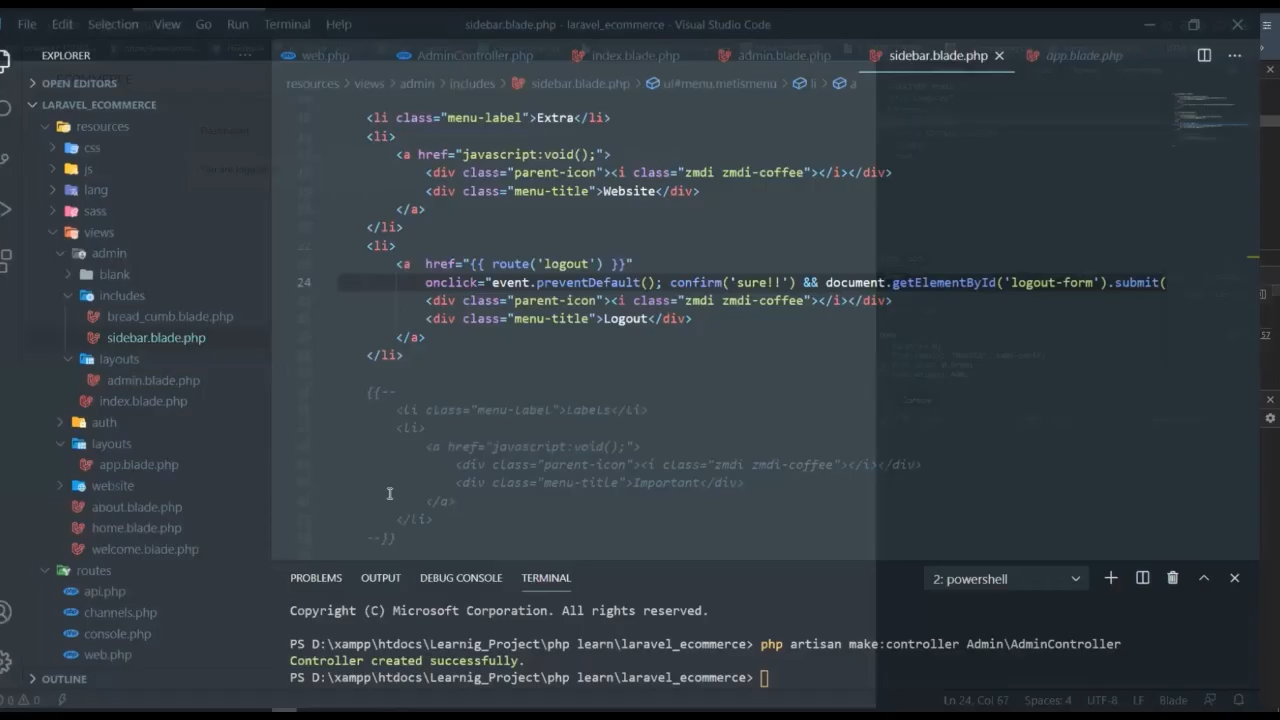 File Edit Selection View Go Run Terminal Help
sidebar.blade.php - laravel_ecommerce - Visual Studio Code
EXPLORER
OPEN EDITORS
LARAVEL_ECOMMERCE
resources
css
js
lang
sass
views
admin
blank
includes
bread_cumb.blade.php
sidebar.blade.php
layouts
admin.blade.php
index.blade.php
auth
layouts
app.blade.php
website
about.blade.php
home.blade.php
welcome.blade.php
routes
api.php
channels.php
console.php
web.php
OUTLINE
web.php AdminController.php index.blade.php admin.blade.php sidebar.blade.php app.blade.php
resources > views > admin > includes > sidebar.blade.php > ul#menu.metismenu > li > a
<li class="menu-label">Extra</li>
<li>
<a href="javascript:void();">
<div class="parent-icon"><i class="zmdi zmdi-coffee"></i></div>
<div class="menu-title">Website</div>
</a>
</li>
<li>
<a  href="{{ route('logout') }}"
24 onclick="event.preventDefault(); confirm('sure!!') && document.getElementById('logout-form').submit(
<div class="parent-icon"><i class="zmdi zmdi-coffee"></i></div>
<div class="menu-title">Logout</div>
</a>
</li>
{{--
<li class="menu-label">Labels</li>
<li>
<a href="javascript:void();">
<div class="parent-icon"><i class="zmdi zmdi-coffee"></i></div>
<div class="menu-title">Important</div>
</a>
</li>
--}}
PROBLEMS OUTPUT DEBUG CONSOLE TERMINAL 2: powershell
Copyright (C) Microsoft Corporation. All rights reserved.
PS D:\xampp\htdocs\Learnig_Project\php learn\laravel_ecommerce> php artisan make:controller Admin\AdminController
Controller created successfully.
PS D:\xampp\htdocs\Learnig_Project\php learn\laravel_ecommerce>
0 0 Ln 24, Col 67 Spaces: 4 UTF-8 LF Blade